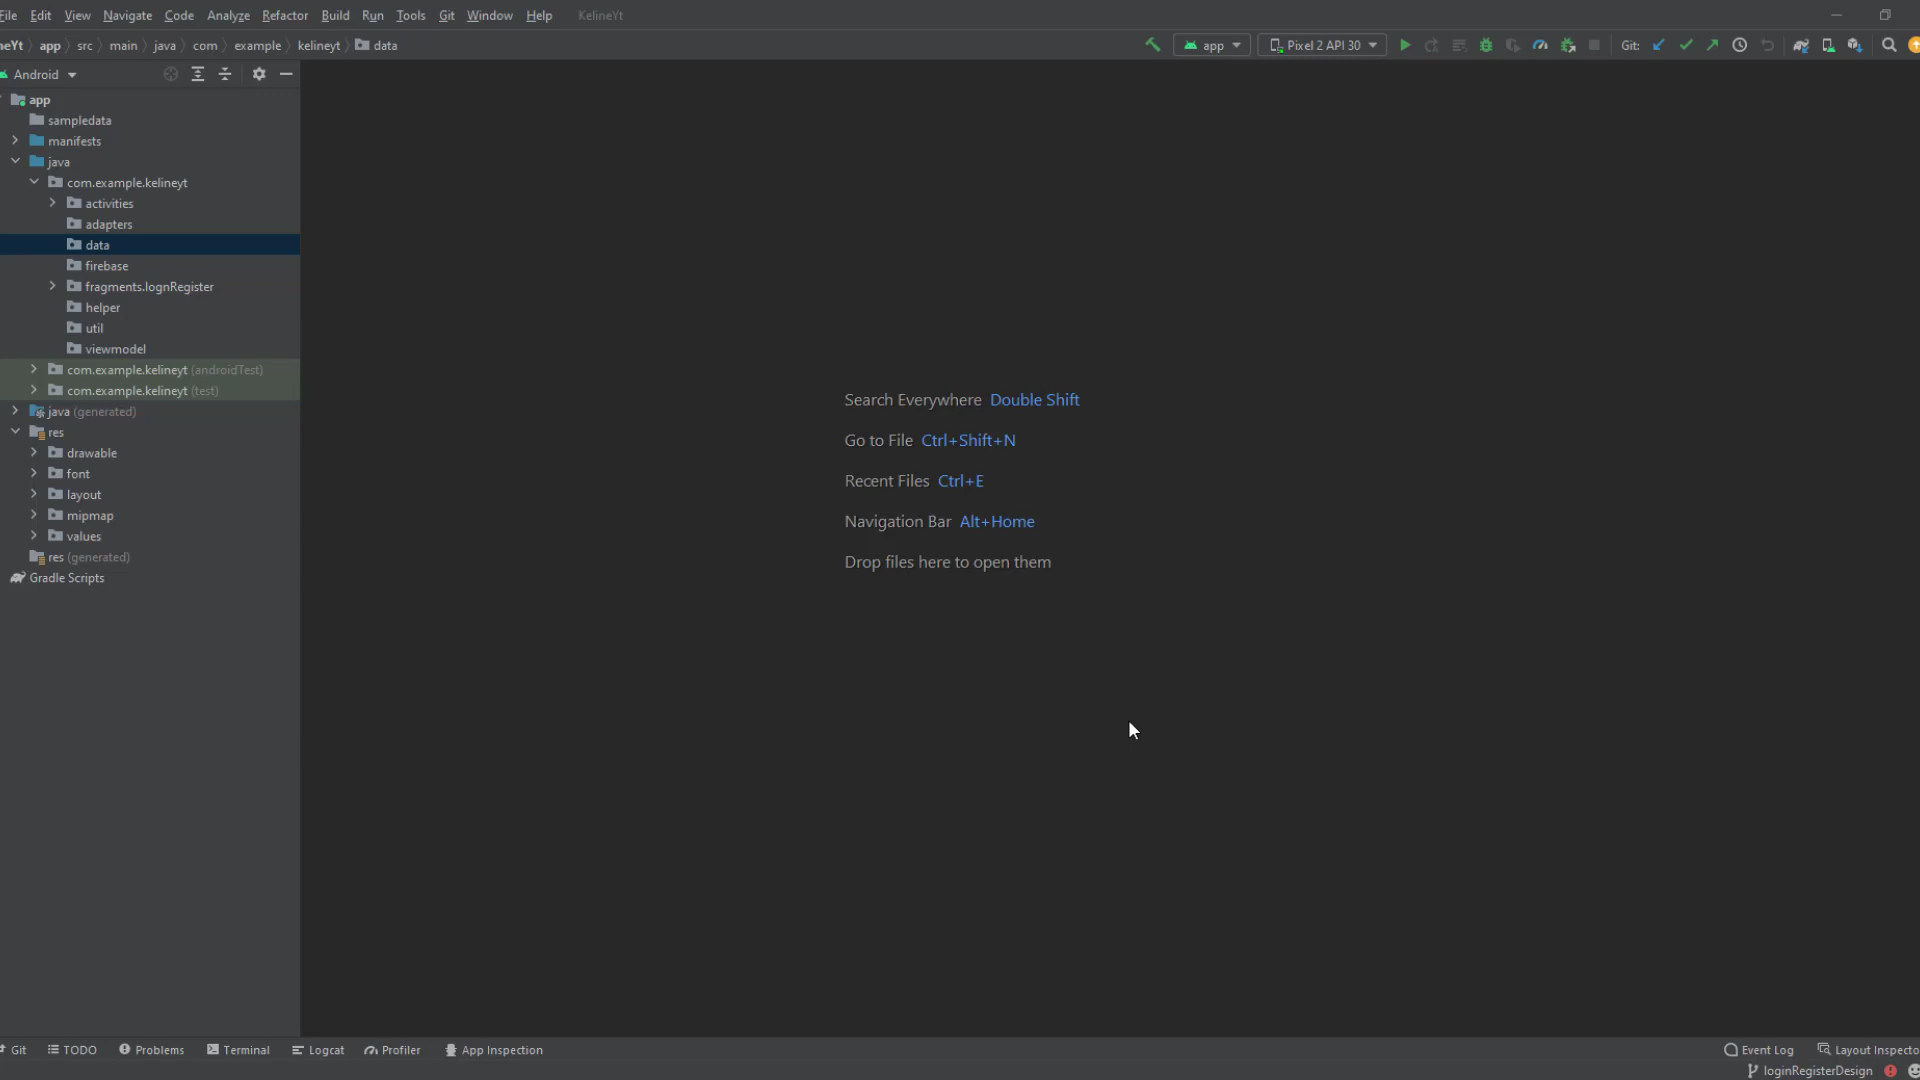 File Edit View Navigate Code Analyze Refactor Build Run Tools Git Window Help KelineYt
neYt app src main java com example kelineyt data app Pixel 2 API 30 Git:
Android
app
sampledata
manifests
java
com.example.kelineyt
activities
adapters
data
firebase
fragments.lognRegister
helper
util
viewmodel
com.example.kelineyt (androidTest)
com.example.kelineyt (test)
java (generated)
res
drawable
font
layout
mipmap
values
res (generated)
Gradle Scripts
Search Everywhere Double Shift
Go to File Ctrl+Shift+N
Recent Files Ctrl+E
Navigation Bar Alt+Home
Drop files here to open them
Git TODO Problems Terminal Logcat Profiler App Inspection Event Log Layout Inspecto
loginRegisterDesign